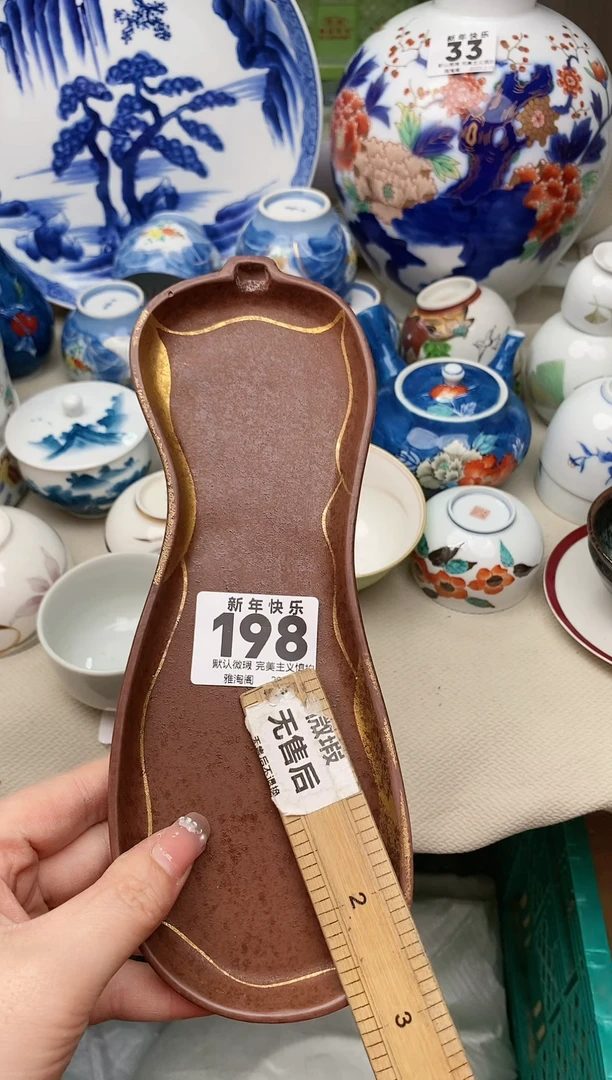 新年快乐
33
新年快乐
198
默认微瑕 完美主义慎拍
雅淘阁
微瑕
无售后
2
3